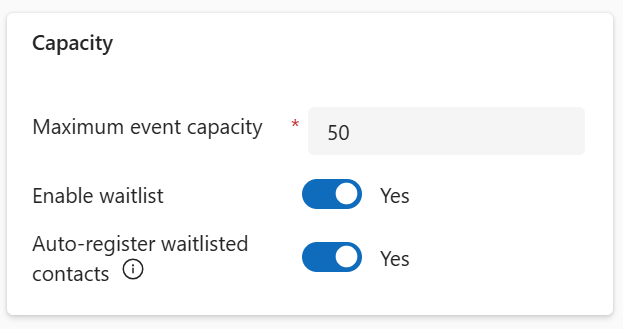 Capacity
Maximum event capacity * 50
Enable waitlist Yes
Auto-register waitlisted
contacts Yes